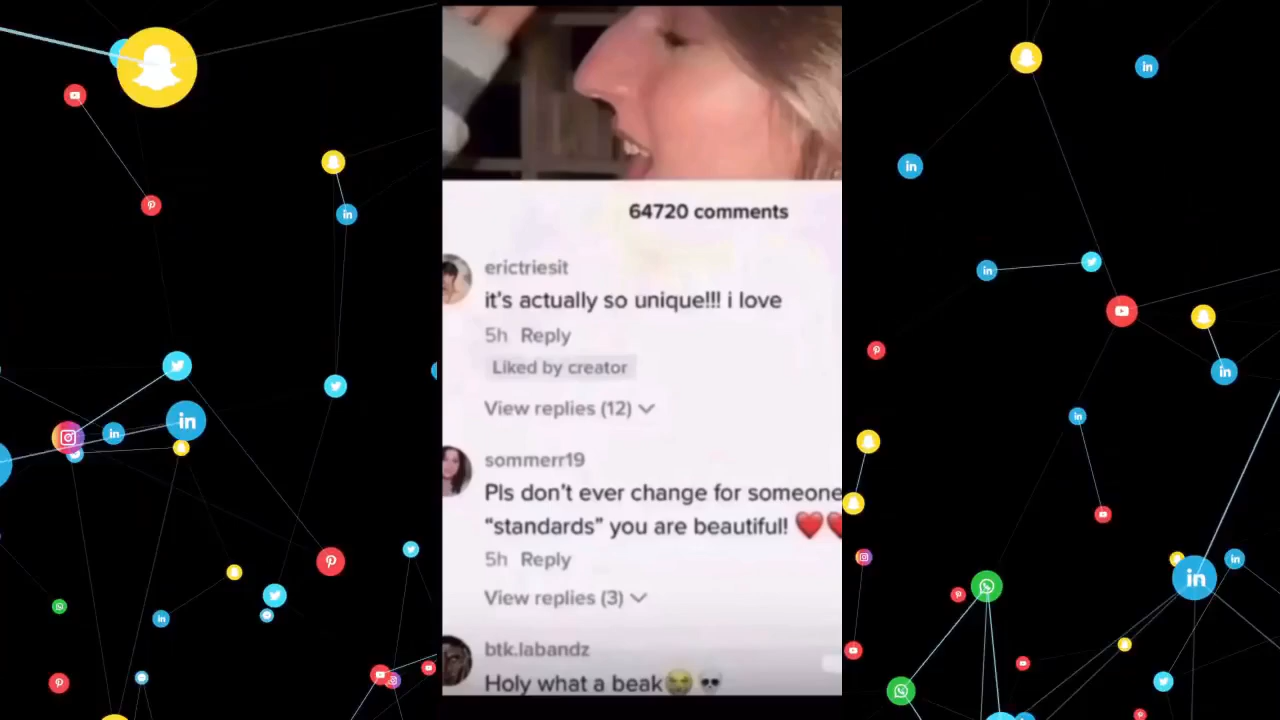 64720 comments
erictriesit
it's actually so unique!!! i love
5h Reply
Liked by creator
View replies (12)
sommerr19
Pls don't ever change for someone
“standards” you are beautiful! ❤️❤️
5h Reply
View replies (3)
btk.labandz
Holy what a beak😭 💀